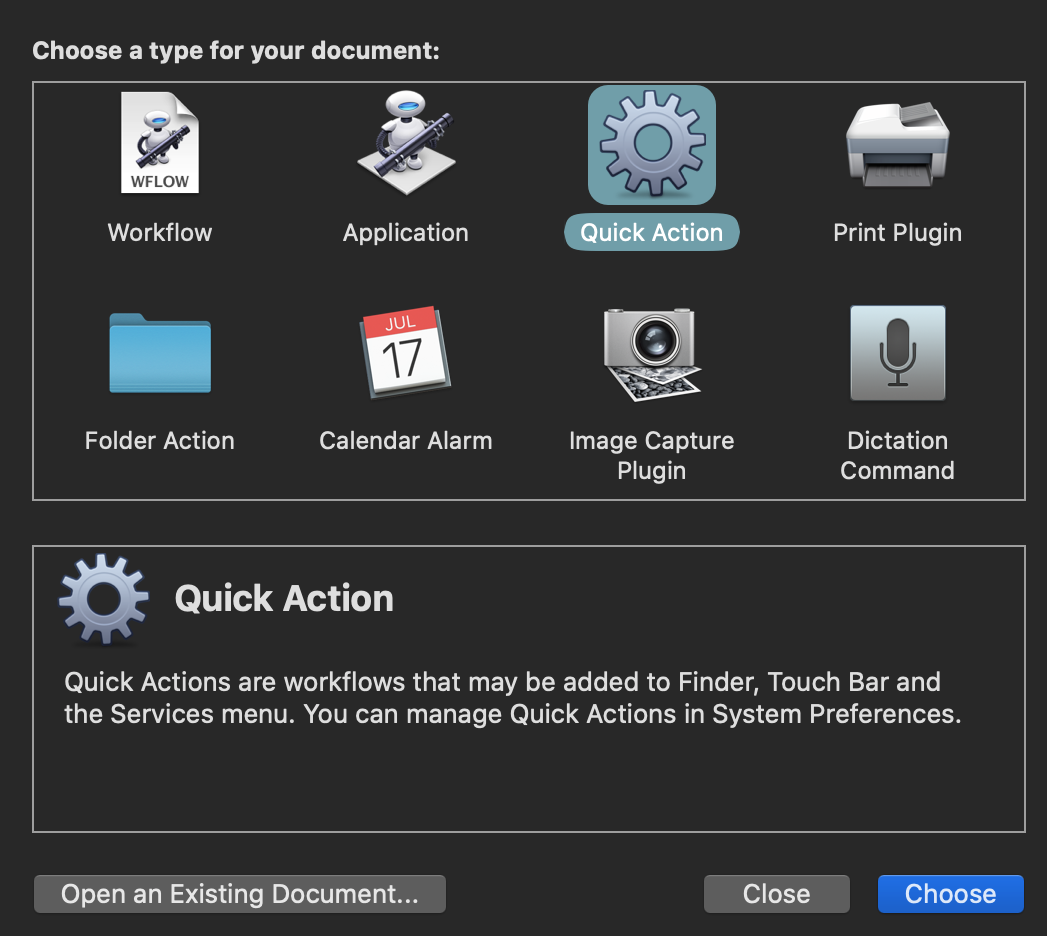 Choose a type for your document:
WFLOW
Workflow
Application
Quick Action
Print Plugin
Folder Action
JUL
17
Calendar Alarm
Image Capture
Plugin
Dictation
Command
Quick Action
Quick Actions are workflows that may be added to Finder, Touch Bar and
the Services menu. You can manage Quick Actions in System Preferences.
Open an Existing Document...
Close
Choose